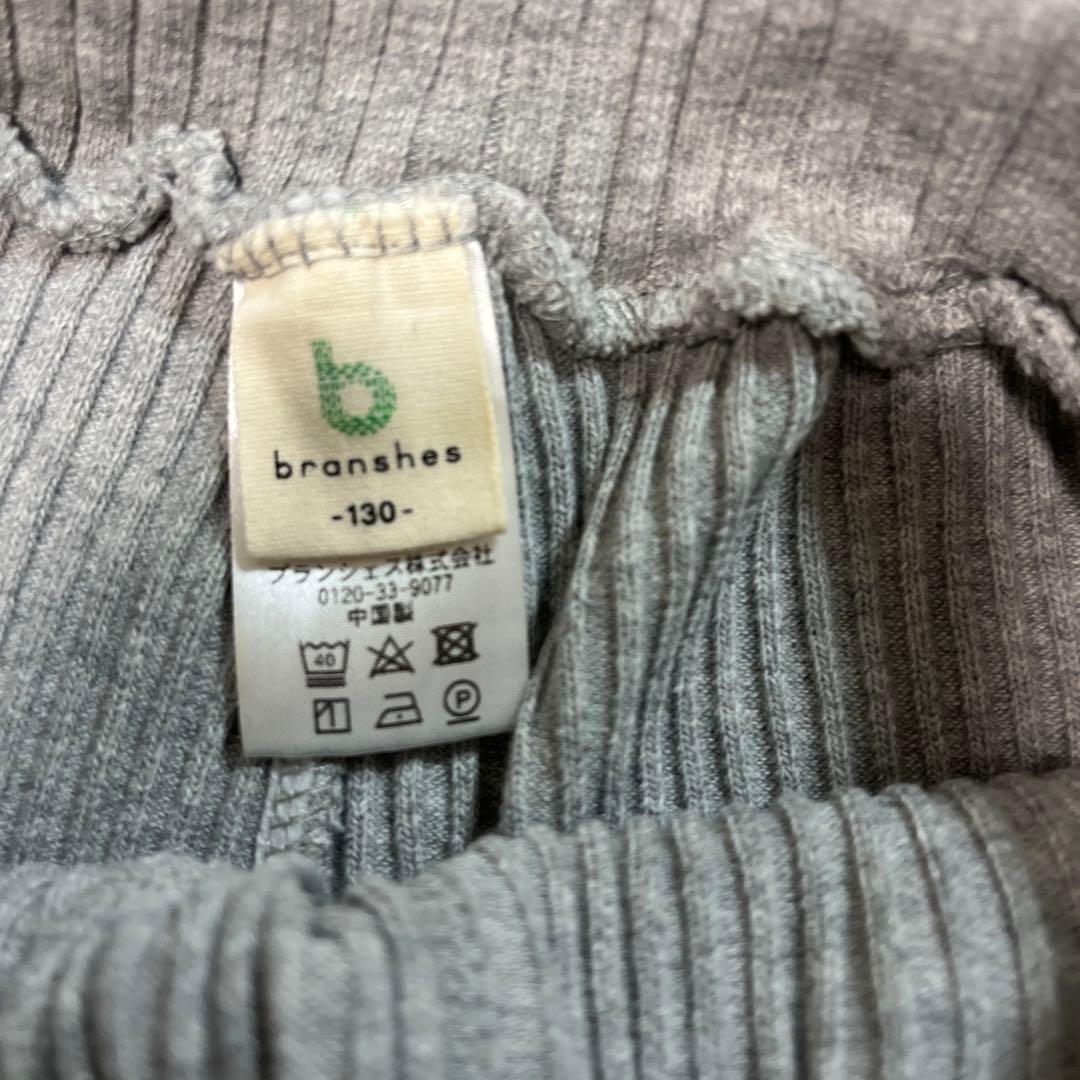 b
branshes
-130-
ブランシェス株式会社
0120-33-9077
中国製
40
P